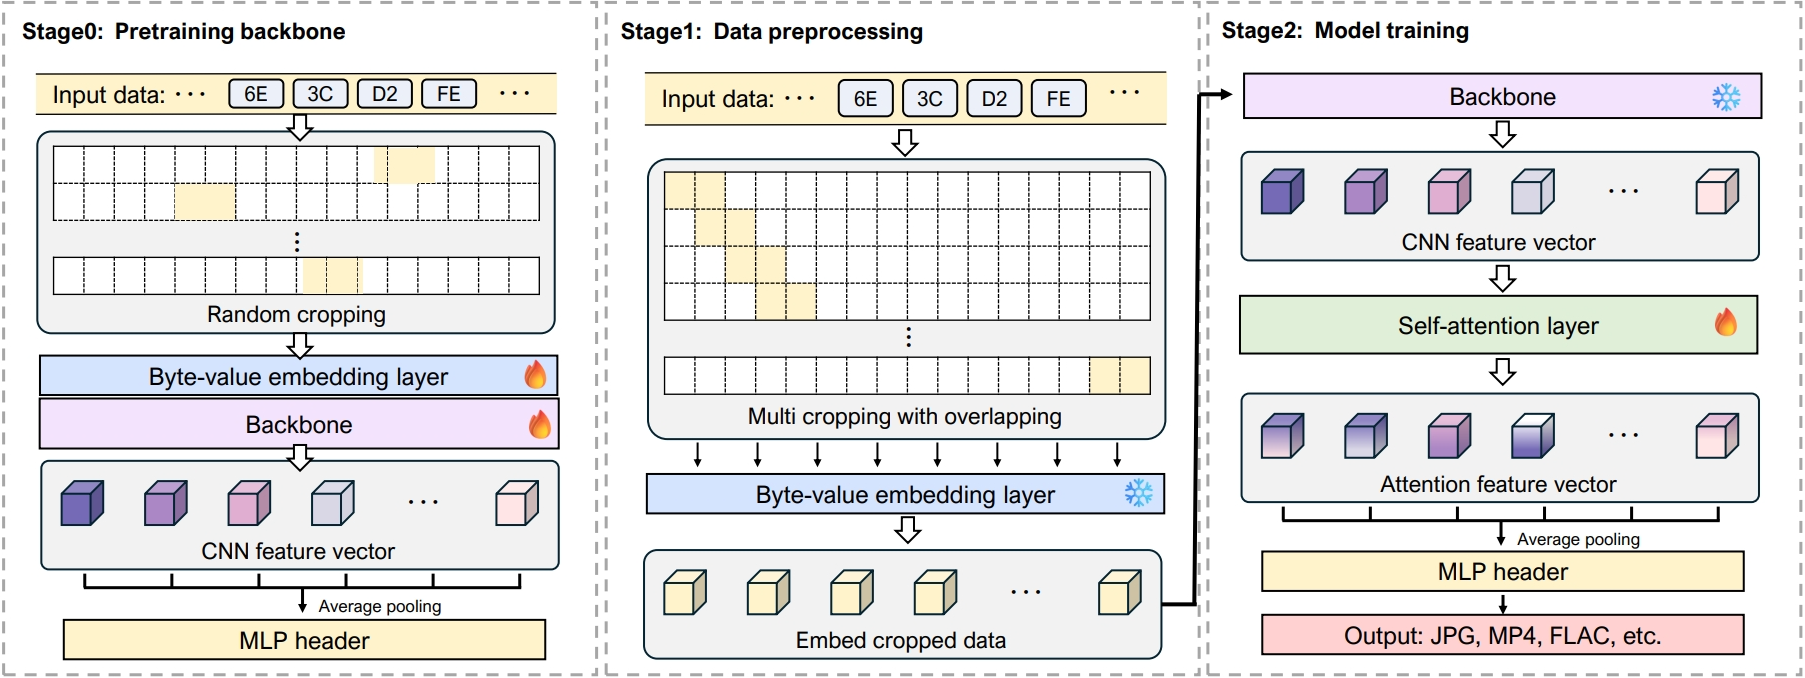 Stage0: Pretraining backbone
Input data: ··· 6E 3C D2 FE ···
Random cropping
Byte-value embedding layer
Backbone
CNN feature vector
Average pooling
MLP header
Stage1: Data preprocessing
Input data: ··· 6E 3C D2 FE ···
Multi cropping with overlapping
Byte-value embedding layer
Embed cropped data
Stage2: Model training
Backbone
CNN feature vector
Self-attention layer
Attention feature vector
Average pooling
MLP header
Output: JPG, MP4, FLAC, etc.